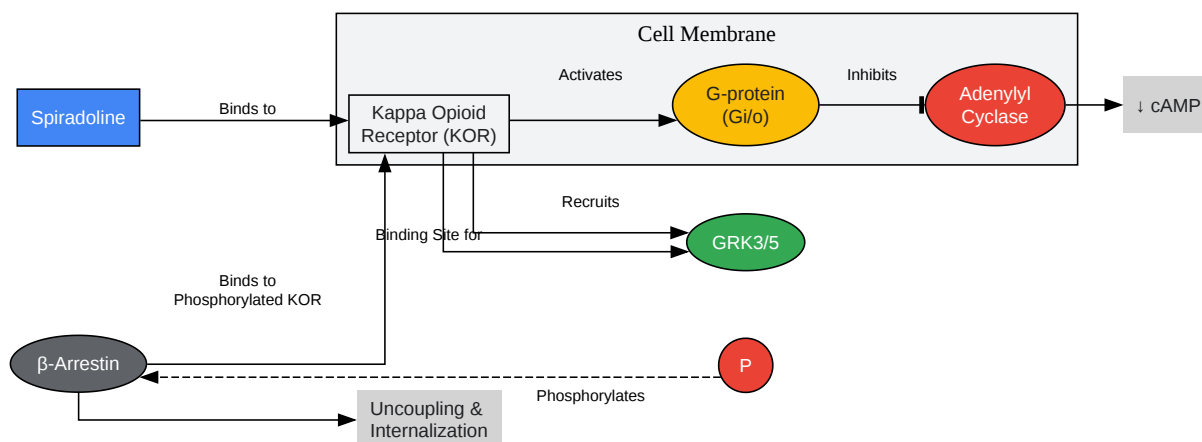 Cell Membrane
Activates
Inhibits
Spiradoline
Binds to
Kappa Opioid
Receptor (KOR)
G-protein
(Gi/o)
Adenylyl
Cyclase
↓ cAMP
Recruits
Binding Site for
GRK3/5
Binds to
Phosphorylated KOR
β-Arrestin
P
Phosphorylates
Uncoupling &
Internalization